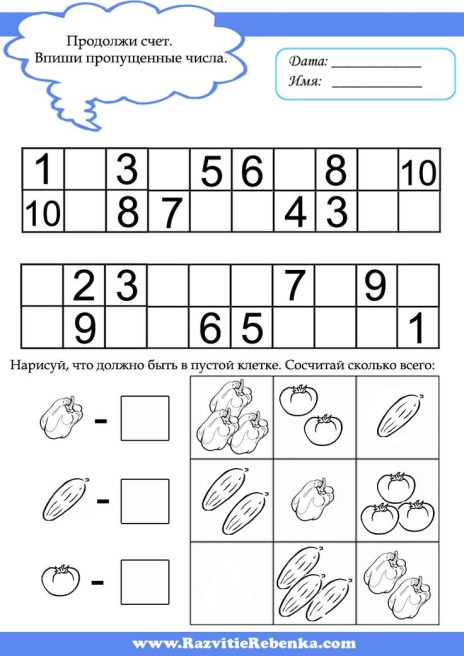 Продолжи счет.
Впиши пропущенные числа.
Дата: ______________
Имя: ______________
1 3 5 6 8 10
10 8 7 4 3
2 3 7 9
9 6 5 1
Нарисуй, что должно быть в пустой клетке. Сосчитай сколько всего:
-
-
-
www.RazvitieRebenka.com